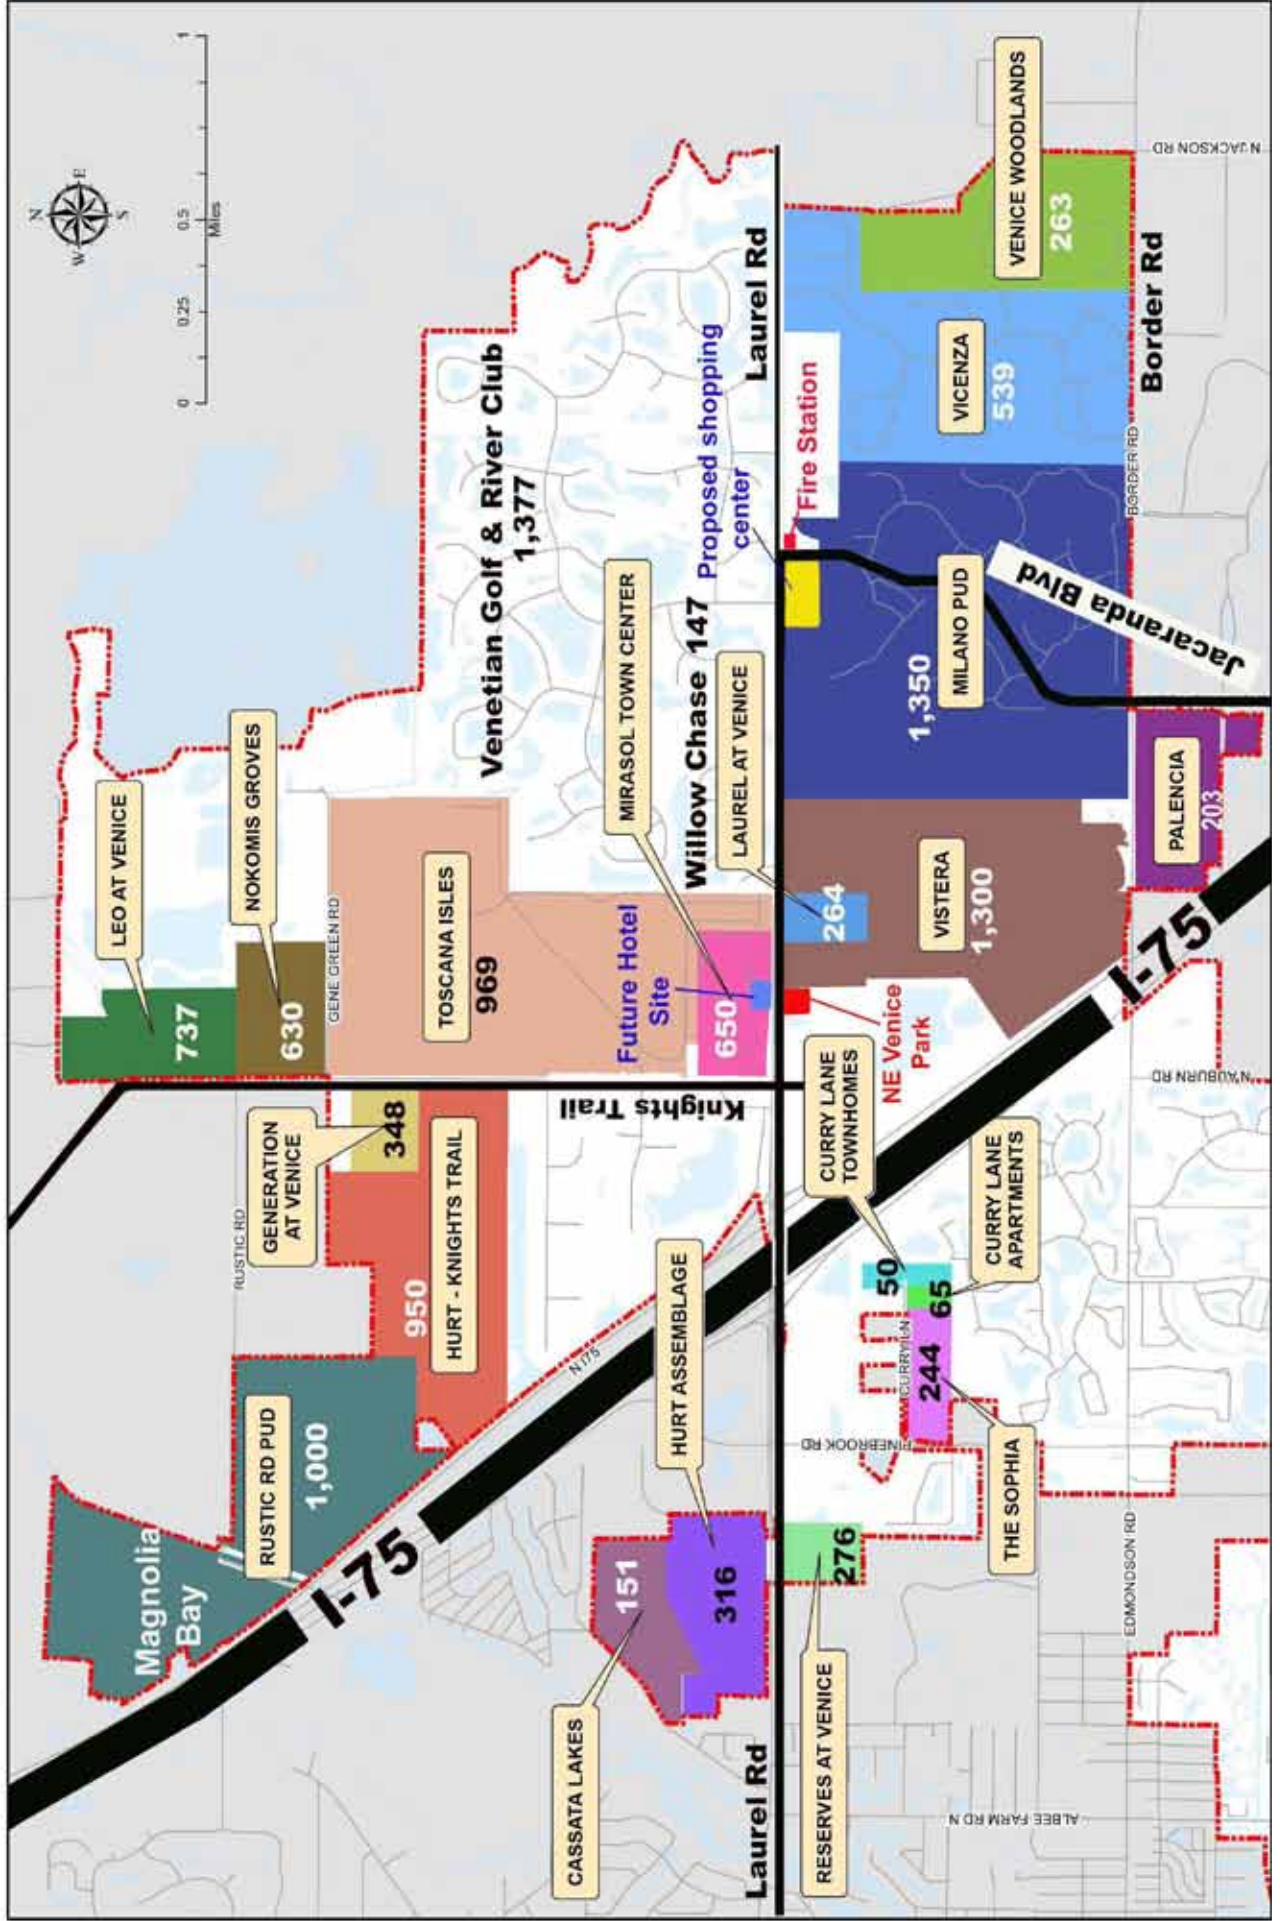 N
W
E
S
0
0.25
0.5
1
Miles
LEO AT VENICE
737
NOKOMIS GROVES
630
GENE GREEN RD
RUSTIC RD
Magnolia
Bay
RUSTIC RD PUD
1,000
GENERATION
AT VENICE
348
950
HURT - KNIGHTS TRAIL
TOSCANA ISLES
969
Venetian Golf & River Club
1,377
I-75
N I75
Knights Trail
Future Hotel
Site
MIRASOL TOWN CENTER
650
Willow Chase 147
Proposed shopping
center
LAUREL AT VENICE
264
CASSATA LAKES
151
HURT ASSEMBLAGE
316
Laurel Rd
Laurel Rd
Fire Station
RESERVES AT VENICE
276
PINEBROOK RD
CURRY LN
244
THE SOPHIA
50
65
CURRY LANE
TOWNHOMES
CURRY LANE
APARTMENTS
NE Venice
Park
VISTERA
1,300
1,350
MILANO PUD
VICENZA
539
VENICE WOODLANDS
263
Jacaranda Blvd
BORDER RD
Border Rd
N JACKSON RD
PALENCIA
203
I-75
N AUBURN RD
EDMONDSON RD
ALBEE FARM RD N